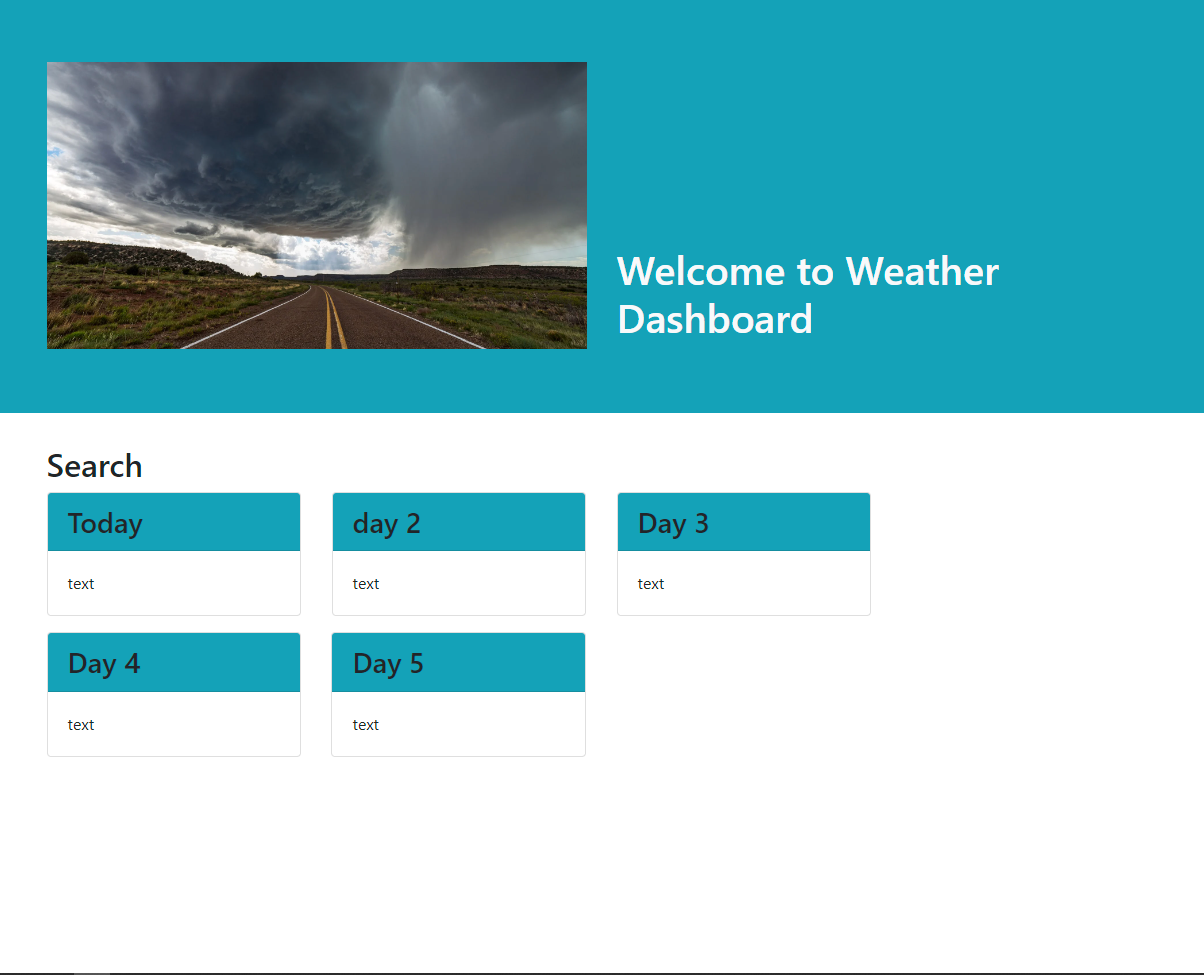 Welcome to Weather
Dashboard
Search
Today
day 2
Day 3
text
text
text
Day 4
Day 5
text
text